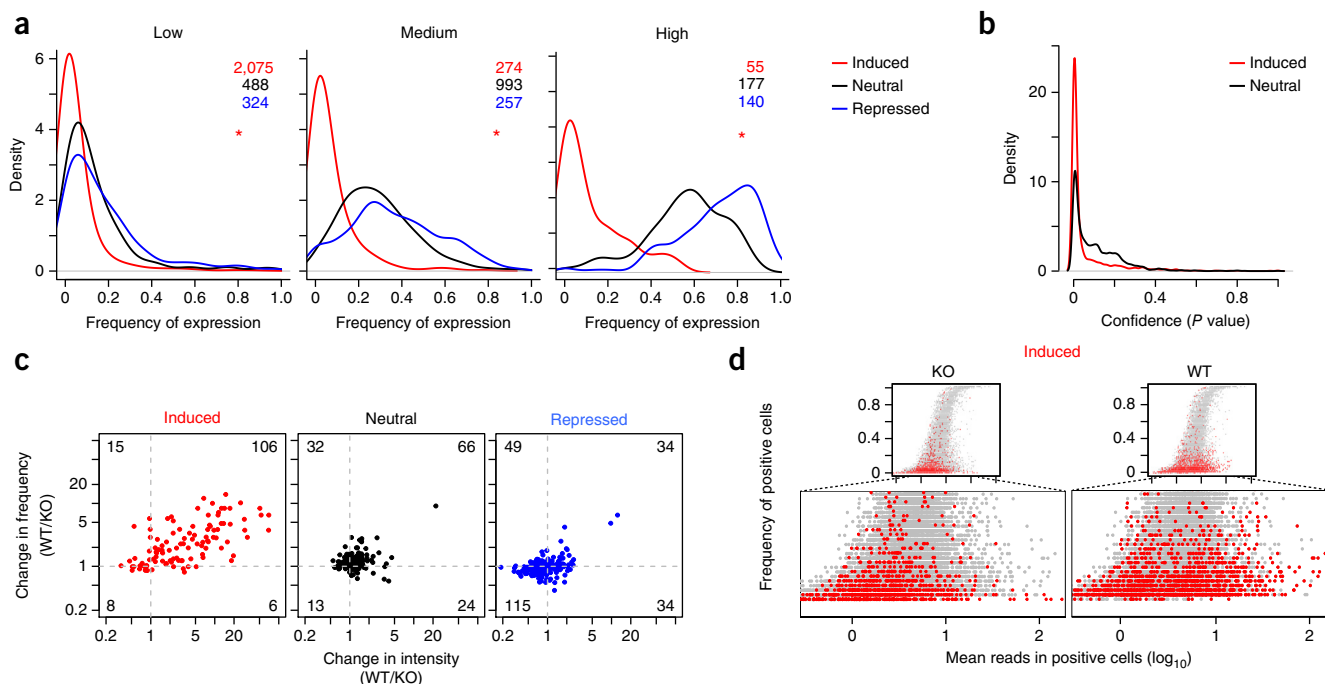 a
Low
Medium
High
6
4
2
0
Density
2,075
488
324
*
274
993
257
*
55
177
140
*
Induced
Neutral
Repressed
0 0.2 0.4 0.6 0.8 1.0
0 0.2 0.4 0.6 0.8 1.0
0 0.2 0.4 0.6 0.8 1.0
Frequency of expression
Frequency of expression
Frequency of expression
b
20
10
0
Density
Induced
Neutral
0 0.4 0.8
Confidence (P value)
c
Induced
Neutral
Repressed
Change in frequency
(WT/KO)
20
5
1
0.2
15 106
8 6
32 66
13 24
49 34
115 34
0.2 1 5 20
0.2 1 5 20
0.2 1 5 20
Change in intensity
(WT/KO)
d
Induced
KO
WT
Frequency of positive cells
0.8
0.4
0
0.8
0.4
0
0 1 2
0 1 2
Mean reads in positive cells (log10)